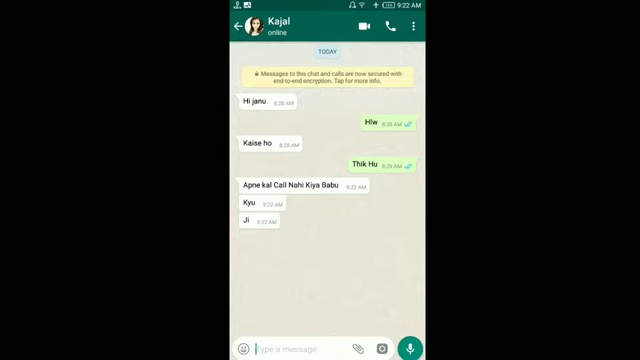 9:22 AM
Kajal
online
TODAY
Messages to this chat and calls are now secured with
end-to-end encryption. Tap for more info.
Hi janu 8:28 AM
Hlw 8:28 AM
Kaise ho 8:28 AM
Thik Hu 8:29 AM
Apne kal Call Nahi Kiya Babu 9:22 AM
Kyu 9:22 AM
Ji 9:22 AM
Type a message